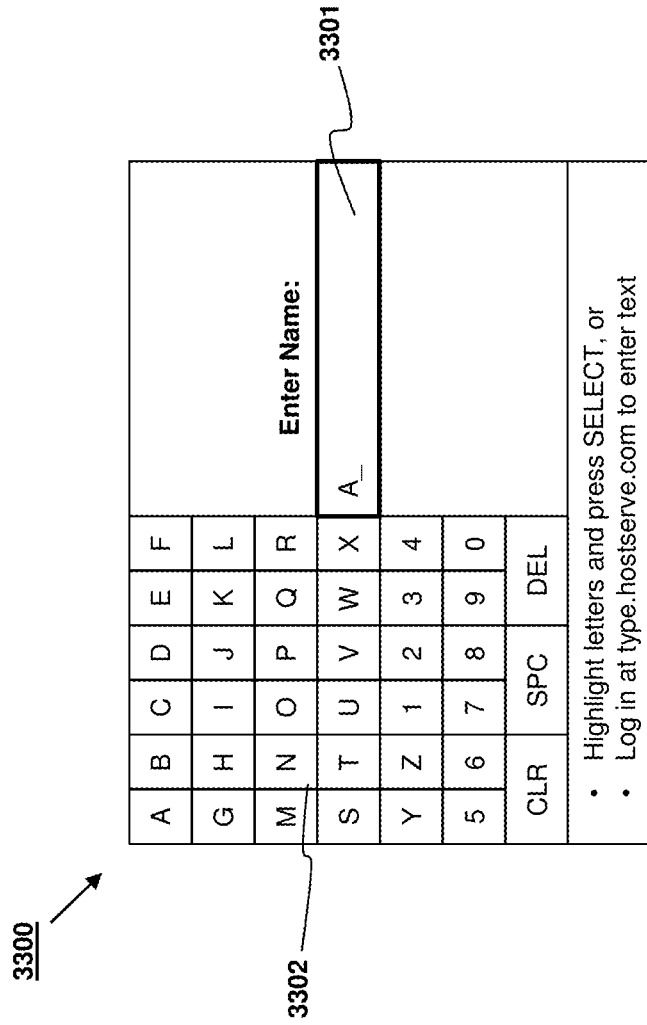 3300
A B C D E F
G H I J K L
M N O P Q R
Enter Name:
S T U V W X
A_
3301
Y Z 1 2 3 4
5 6 7 8 9 0
CLR SPC DEL
3302
• Highlight letters and press SELECT, or
• Log in at type.hostserve.com to enter text